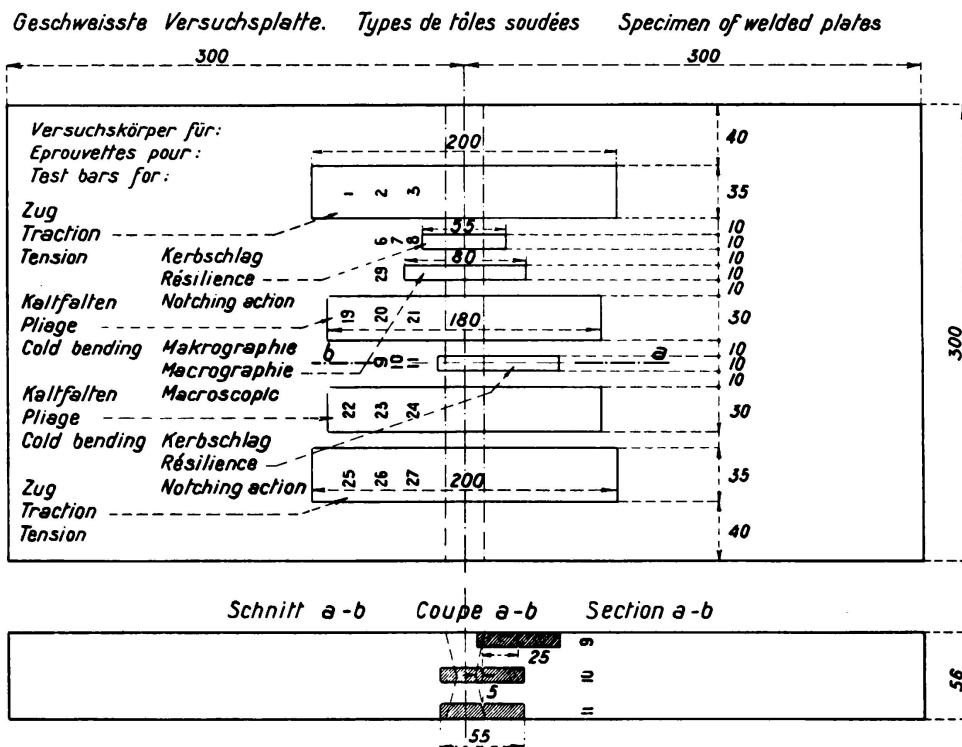 Geschweisste Versuchsplatte. Types de tôles soudées Specimen of welded plates
300 300
Versuchskörper für:
Eprouvettes pour:
Test bars for:
200
40
1 2 3
35
Zug
Traction
Tension
6 7 8
55
10
10
Kerbschlag
Résilience
Notching action
29
80
10
10
10
Kaltfalten
Pliage
Cold bending
19 20 21
180
30
300
Makrographie
Macrographie
Macroscopic
b
9 10 11
a
10
10
10
Kaltfalten
Pliage
Cold bending
22 23 24
30
Kerbschlag
Résilience
Notching action
Zug
Traction
Tension
25 26 27
200
35
40
Schnitt a-b Coupe a-b Section a-b
9
25
10
5
11
55
56